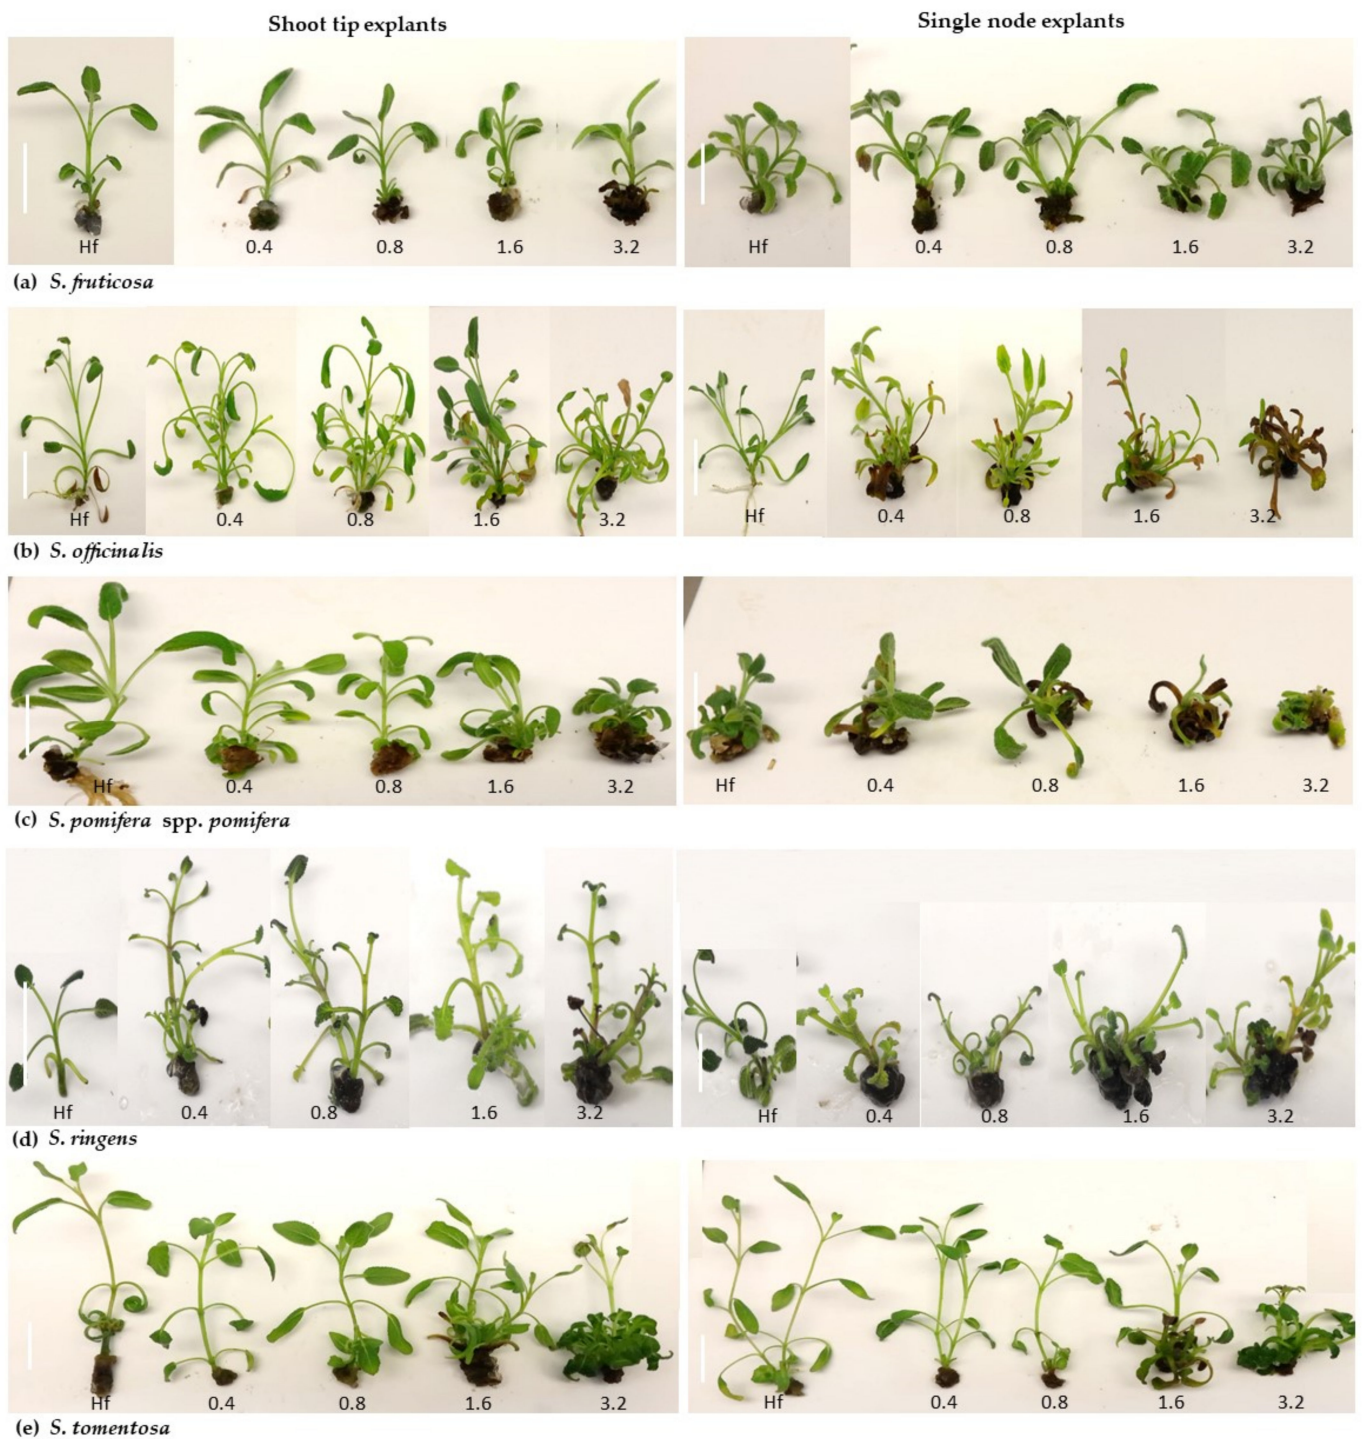 Shoot tip explants Single node explants
Hf 0.4 0.8 1.6 3.2 Hf 0.4 0.8 1.6 3.2
(a) S. fruticosa
Hf 0.4 0.8 1.6 3.2 Hf 0.4 0.8 1.6 3.2
(b) S. officinalis
Hf 0.4 0.8 1.6 3.2 Hf 0.4 0.8 1.6 3.2
(c) S. pomifera spp. pomifera
Hf 0.4 0.8 1.6 3.2 Hf 0.4 0.8 1.6 3.2
(d) S. ringens
Hf 0.4 0.8 1.6 3.2 Hf 0.4 0.8 1.6 3.2
(e) S. tomentosa